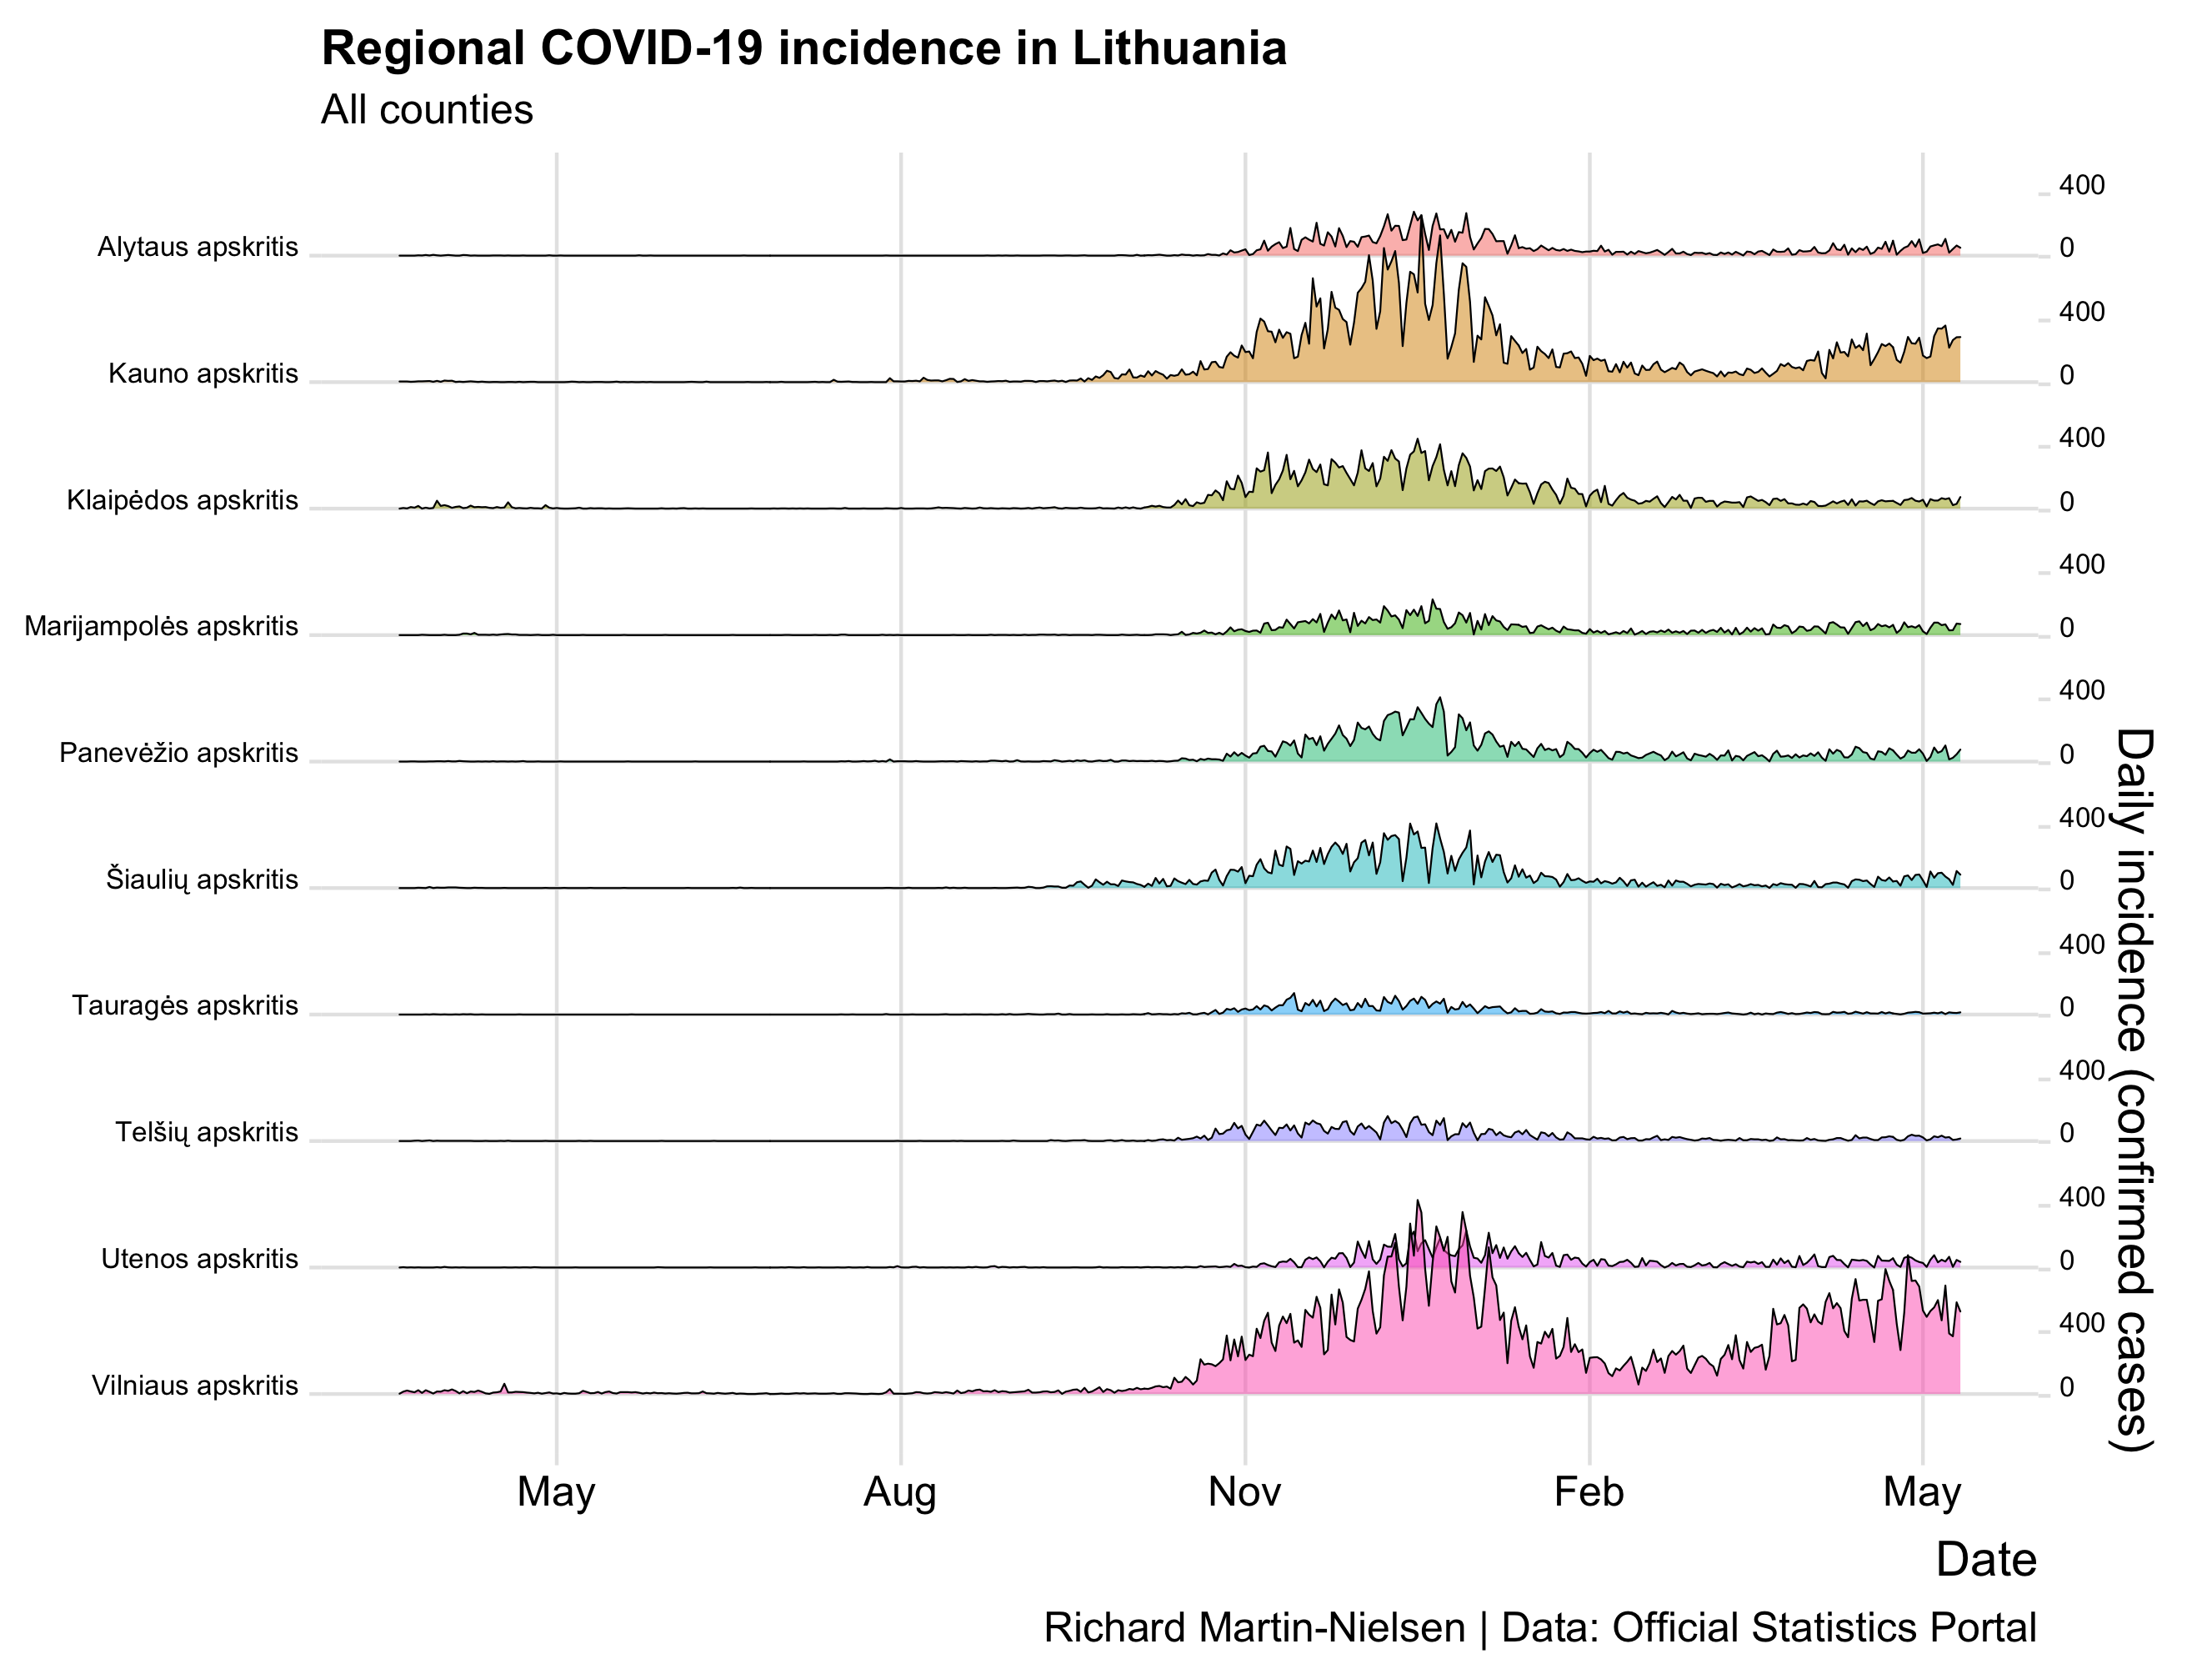 Regional COVID-19 incidence in Lithuania
All counties
Alytaus apskritis
400
0
Kauno apskritis
400
0
Klaipėdos apskritis
400
0
Marijampolės apskritis
400
0
Panevėžio apskritis
400
0
Šiaulių apskritis
400
0
Tauragės apskritis
400
0
Telšių apskritis
400
0
Utenos apskritis
400
0
Vilniaus apskritis
400
0
Daily incidence (confirmed cases)
May Aug Nov Feb May
Date
Richard Martin-Nielsen | Data: Official Statistics Portal